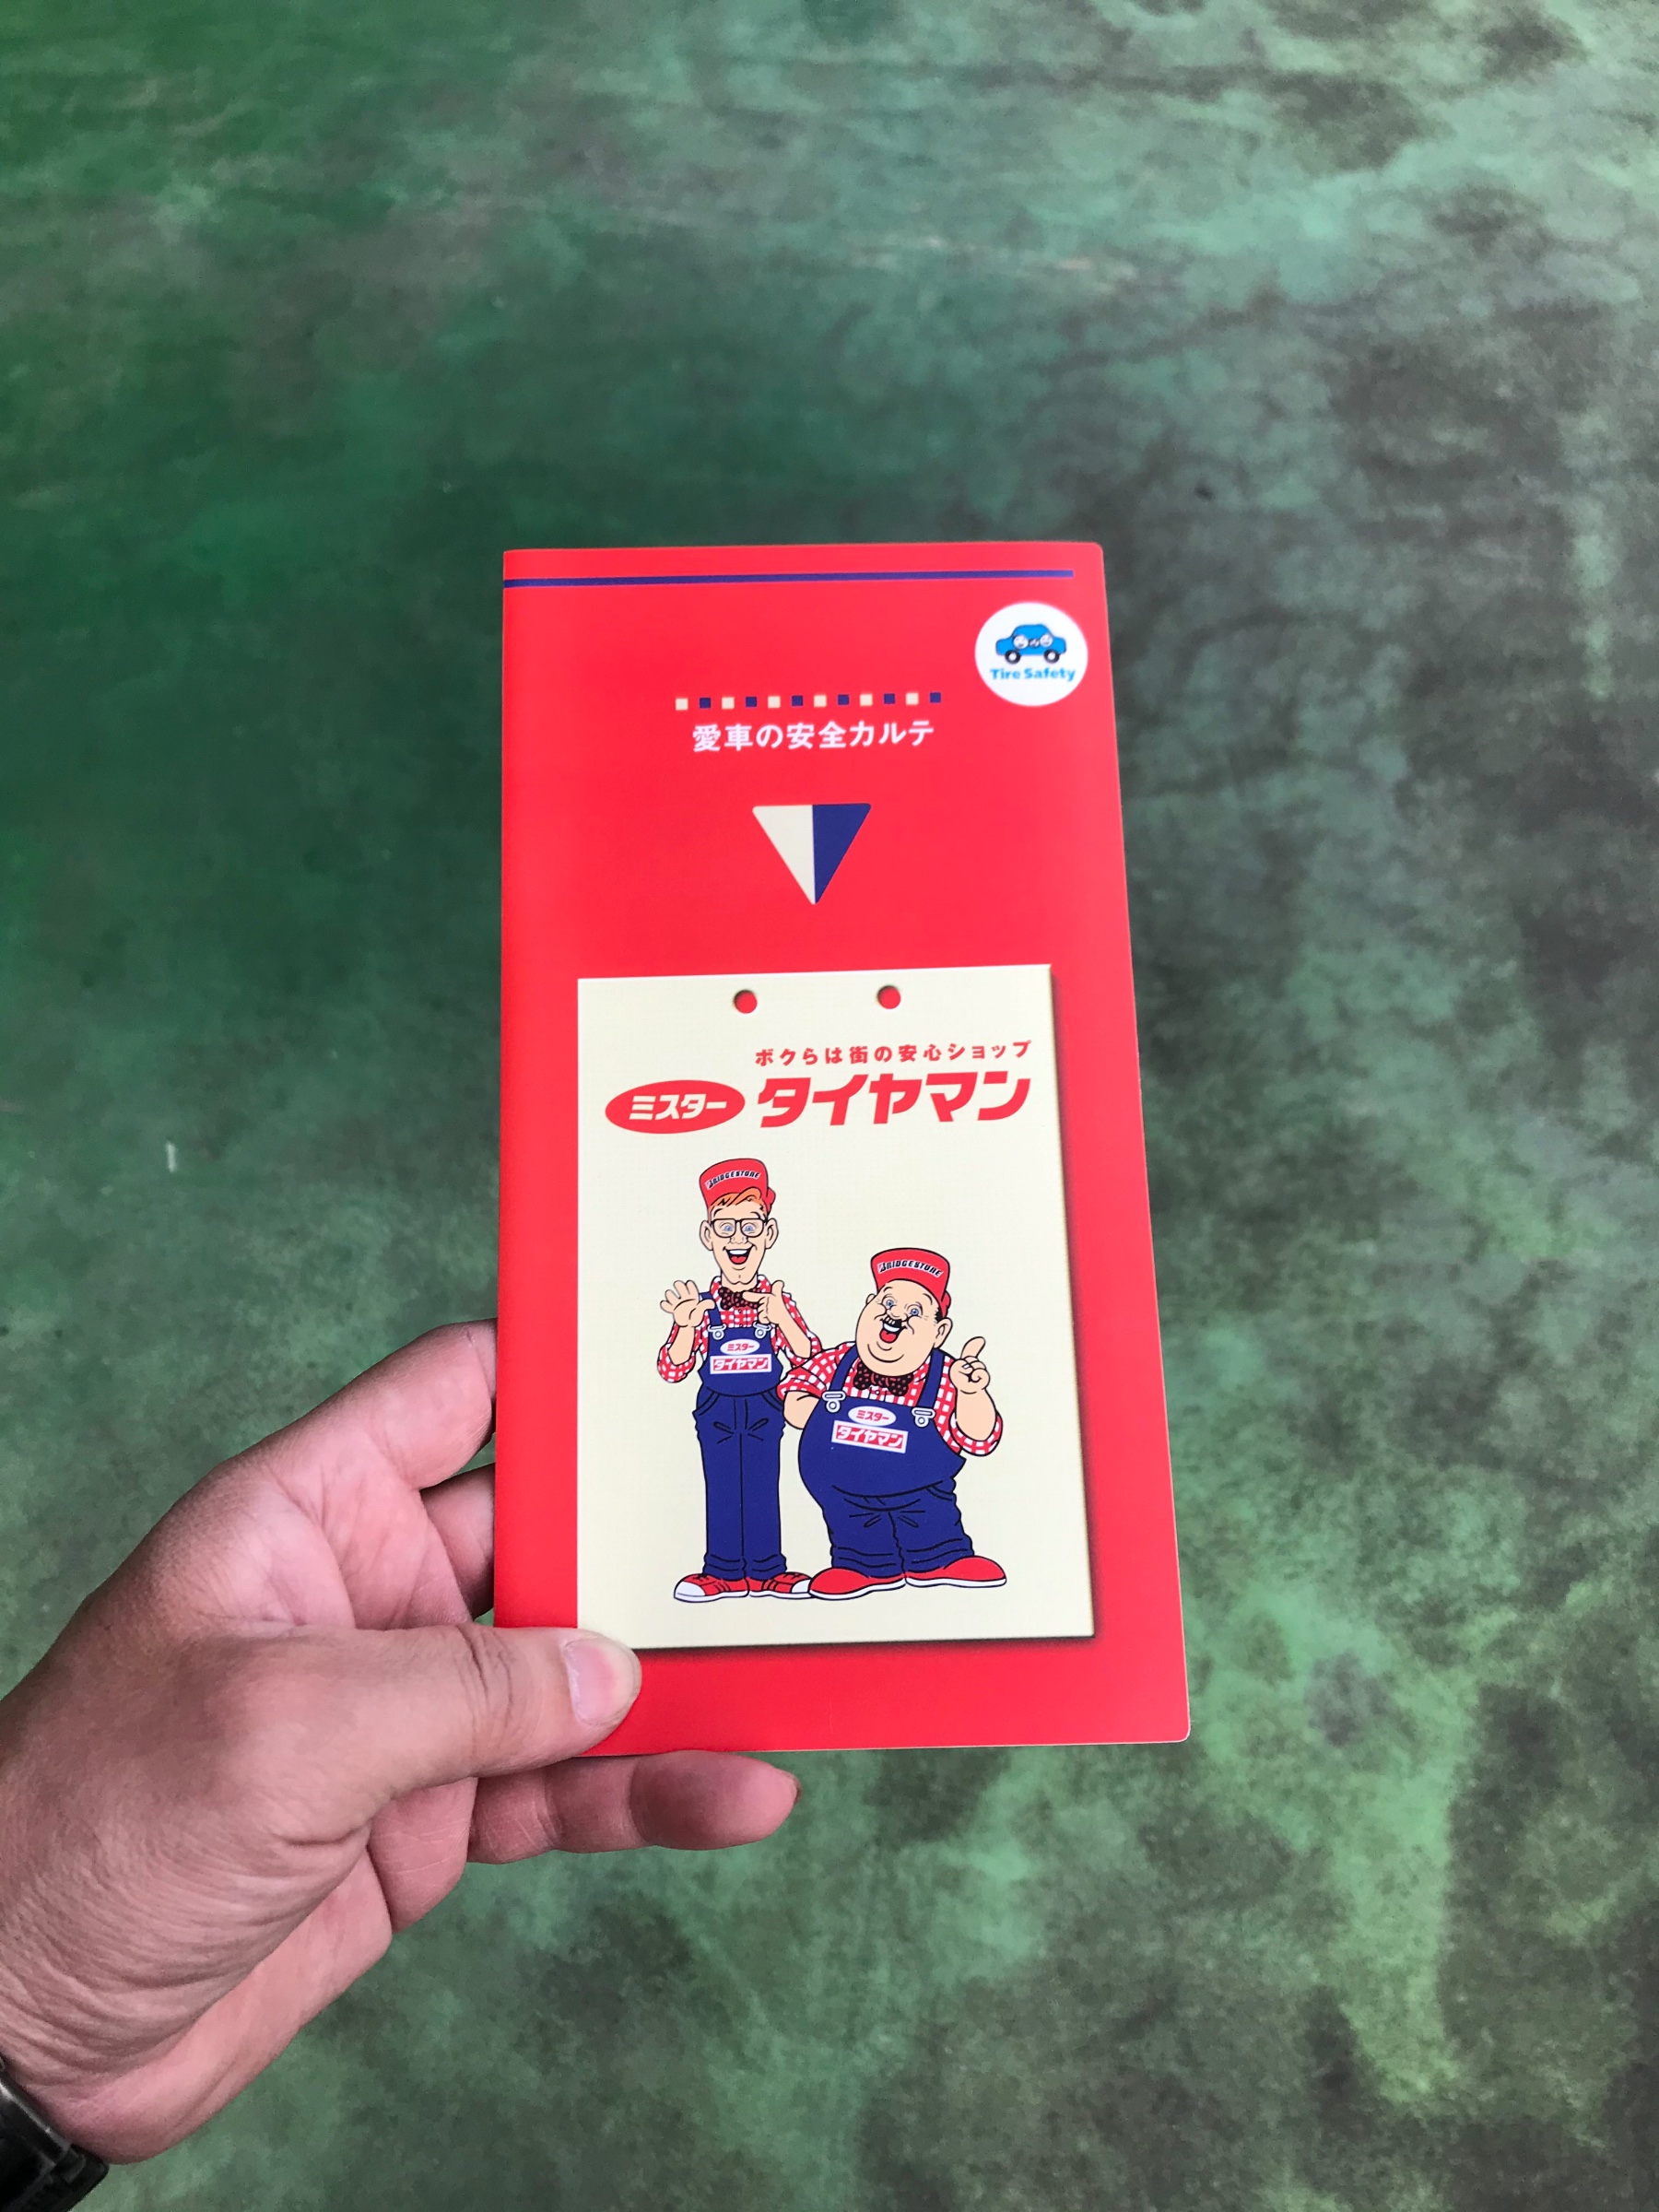 Tire Safety
愛車の安全カルテ
ボクらは街の安心ショップ
ミスター タイヤマン
BRIDGESTONE
BRIDGESTONE
ミスター
タイヤマン
ミスター
タイヤマン